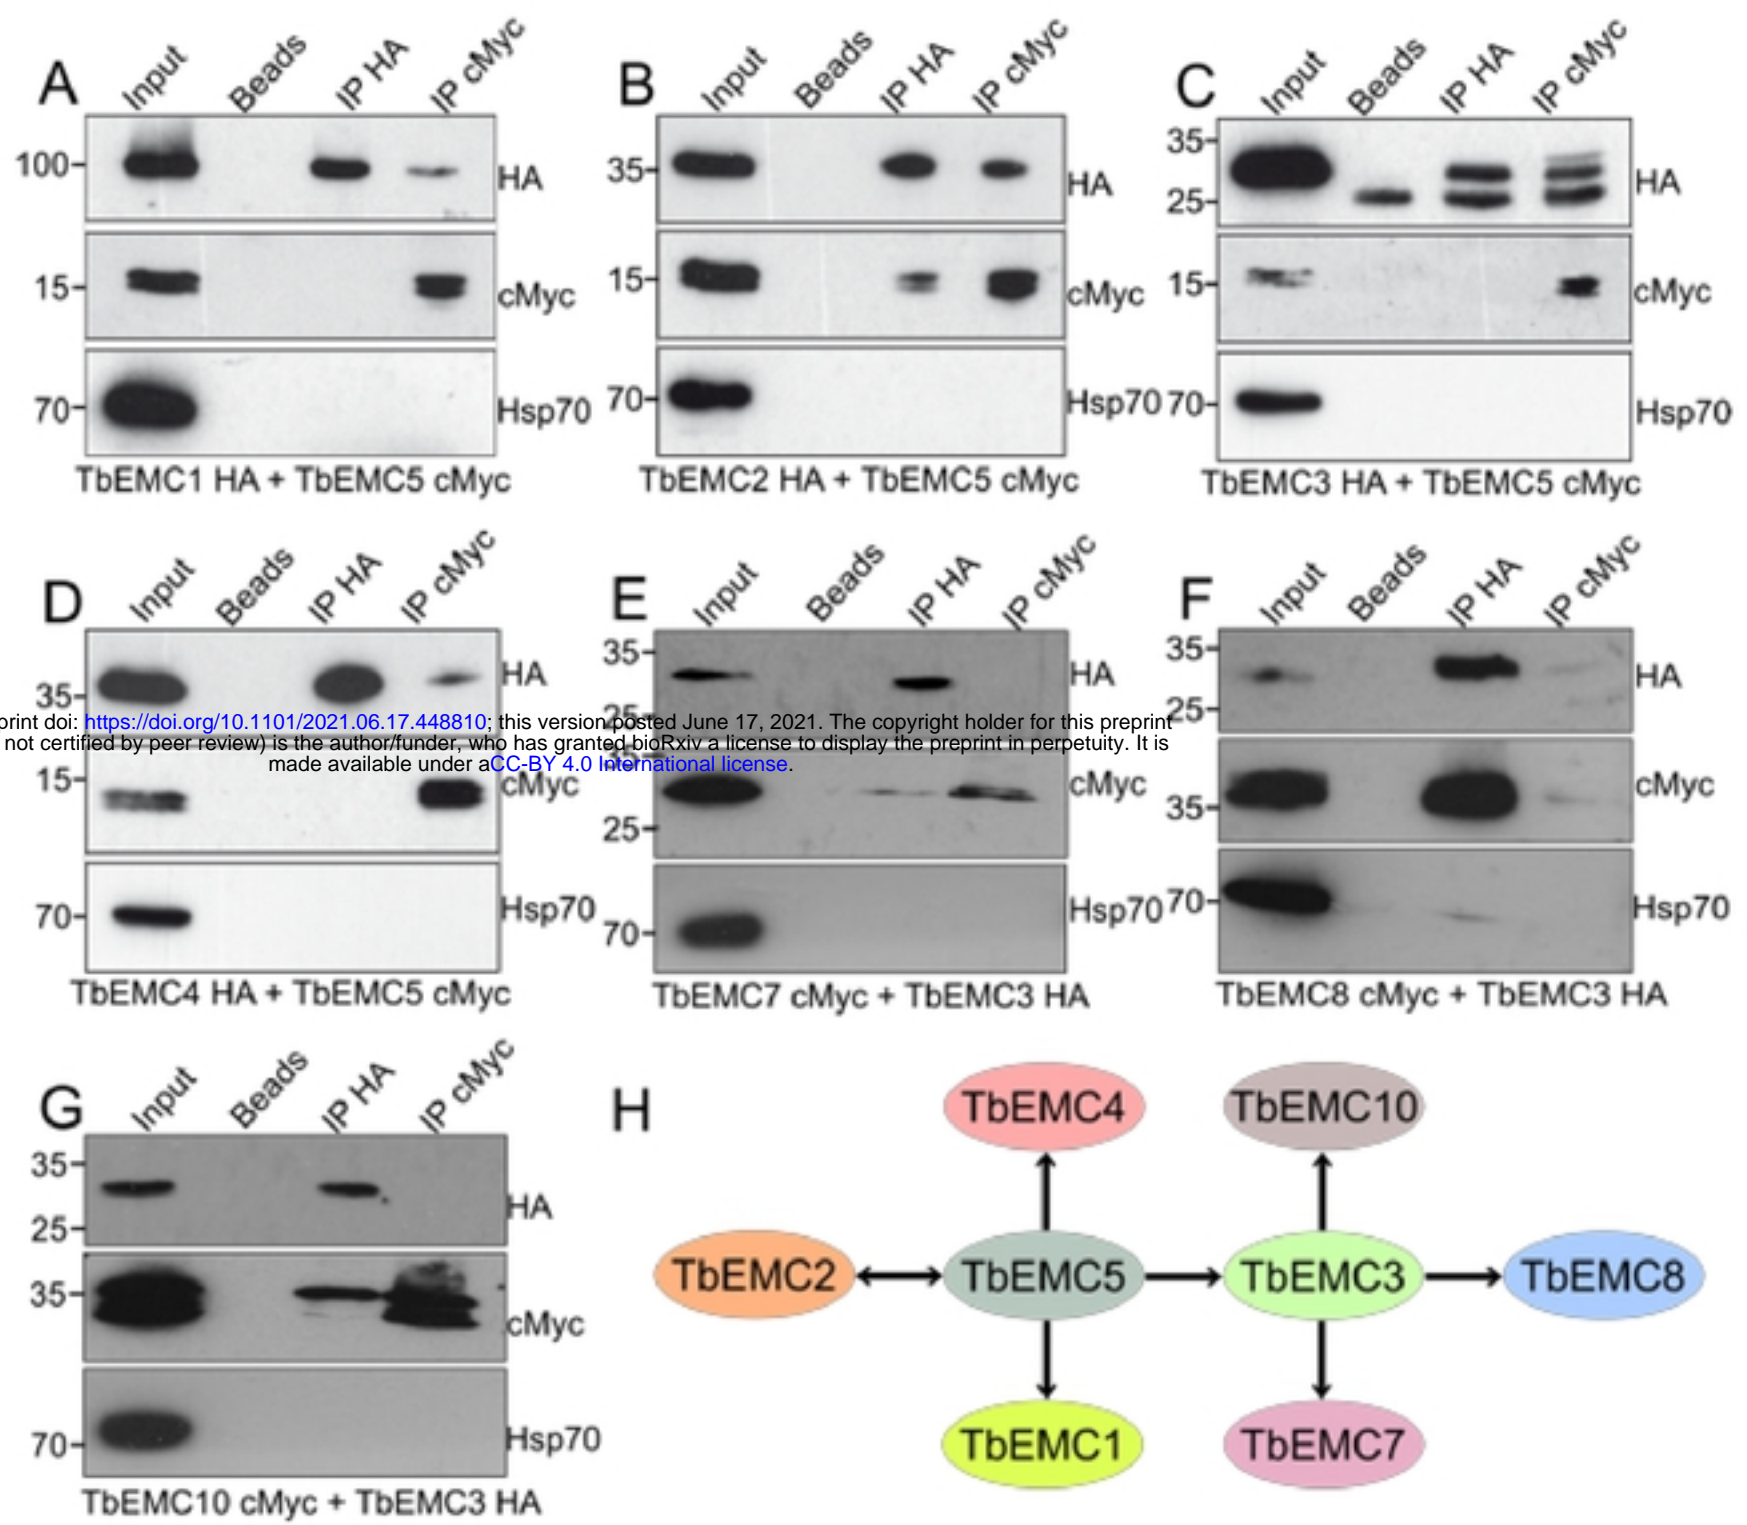 A Input Beads IP HA IP cMyc
100 HA
15 cMyc
70 Hsp70
TbEMC1 HA + TbEMC5 cMyc
B Input Beads IP HA IP cMyc
35 HA
15 cMyc
70 Hsp70
TbEMC2 HA + TbEMC5 cMyc
C Input Beads IP HA IP cMyc
35
25 HA
15 cMyc
70 Hsp70
TbEMC3 HA + TbEMC5 cMyc
D Input Beads IP HA IP cMyc
35 HA
15 cMyc
70 Hsp70
TbEMC4 HA + TbEMC5 cMyc
E Input Beads IP HA IP cMyc
35 HA
25
35 cMyc
25
70 Hsp70
TbEMC7 cMyc + TbEMC3 HA
F Input Beads IP HA IP cMyc
35 HA
25
35 cMyc
70 Hsp70
TbEMC8 cMyc + TbEMC3 HA
print doi: https://doi.org/10.1101/2021.06.17.448810; this version posted June 17, 2021. The copyright holder for this preprint
not certified by peer review) is the author/funder, who has granted bioRxiv a license to display the preprint in perpetuity. It is
made available under aCC-BY 4.0 International license.
G Input Beads IP HA IP cMyc
35
25 HA
35 cMyc
70 Hsp70
TbEMC10 cMyc + TbEMC3 HA
H
TbEMC4 TbEMC10
TbEMC2 TbEMC5 TbEMC3 TbEMC8
TbEMC1 TbEMC7